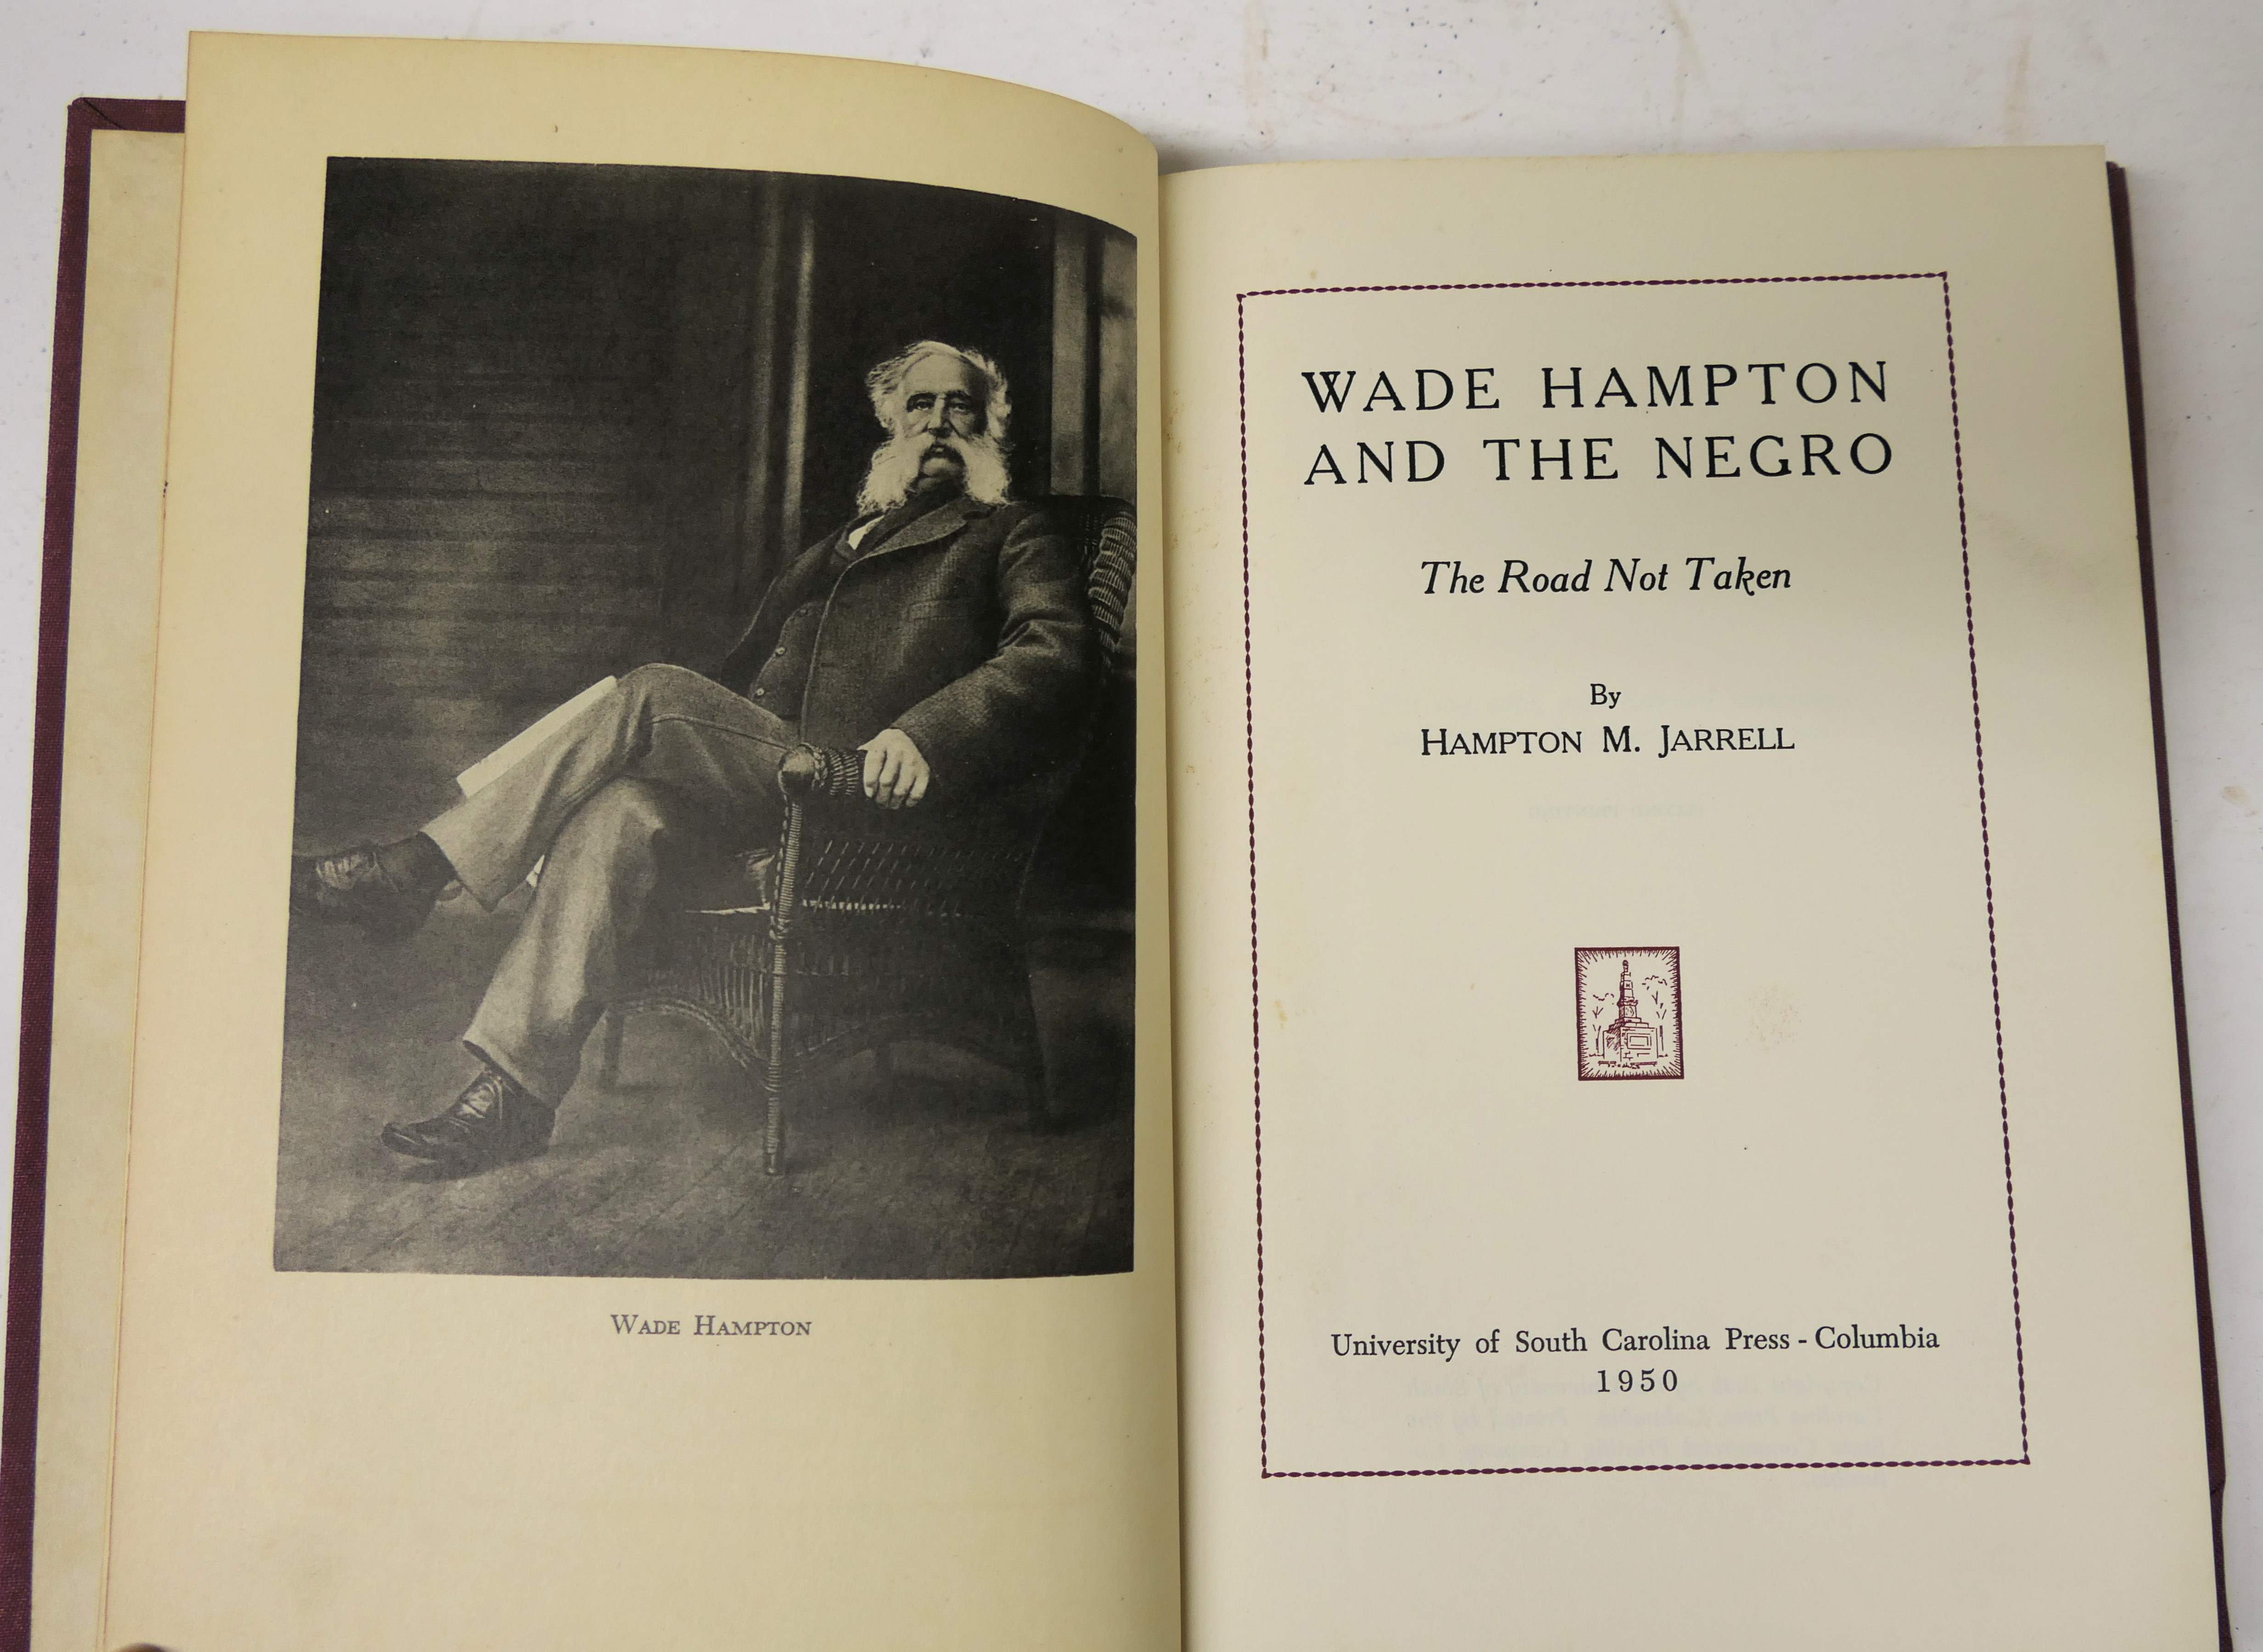 WADE HAMPTON
AND THE NEGRO
The Road Not Taken
By
HAMPTON M. JARRELL
University of South Carolina Press - Columbia
1950
WADE HAMPTON